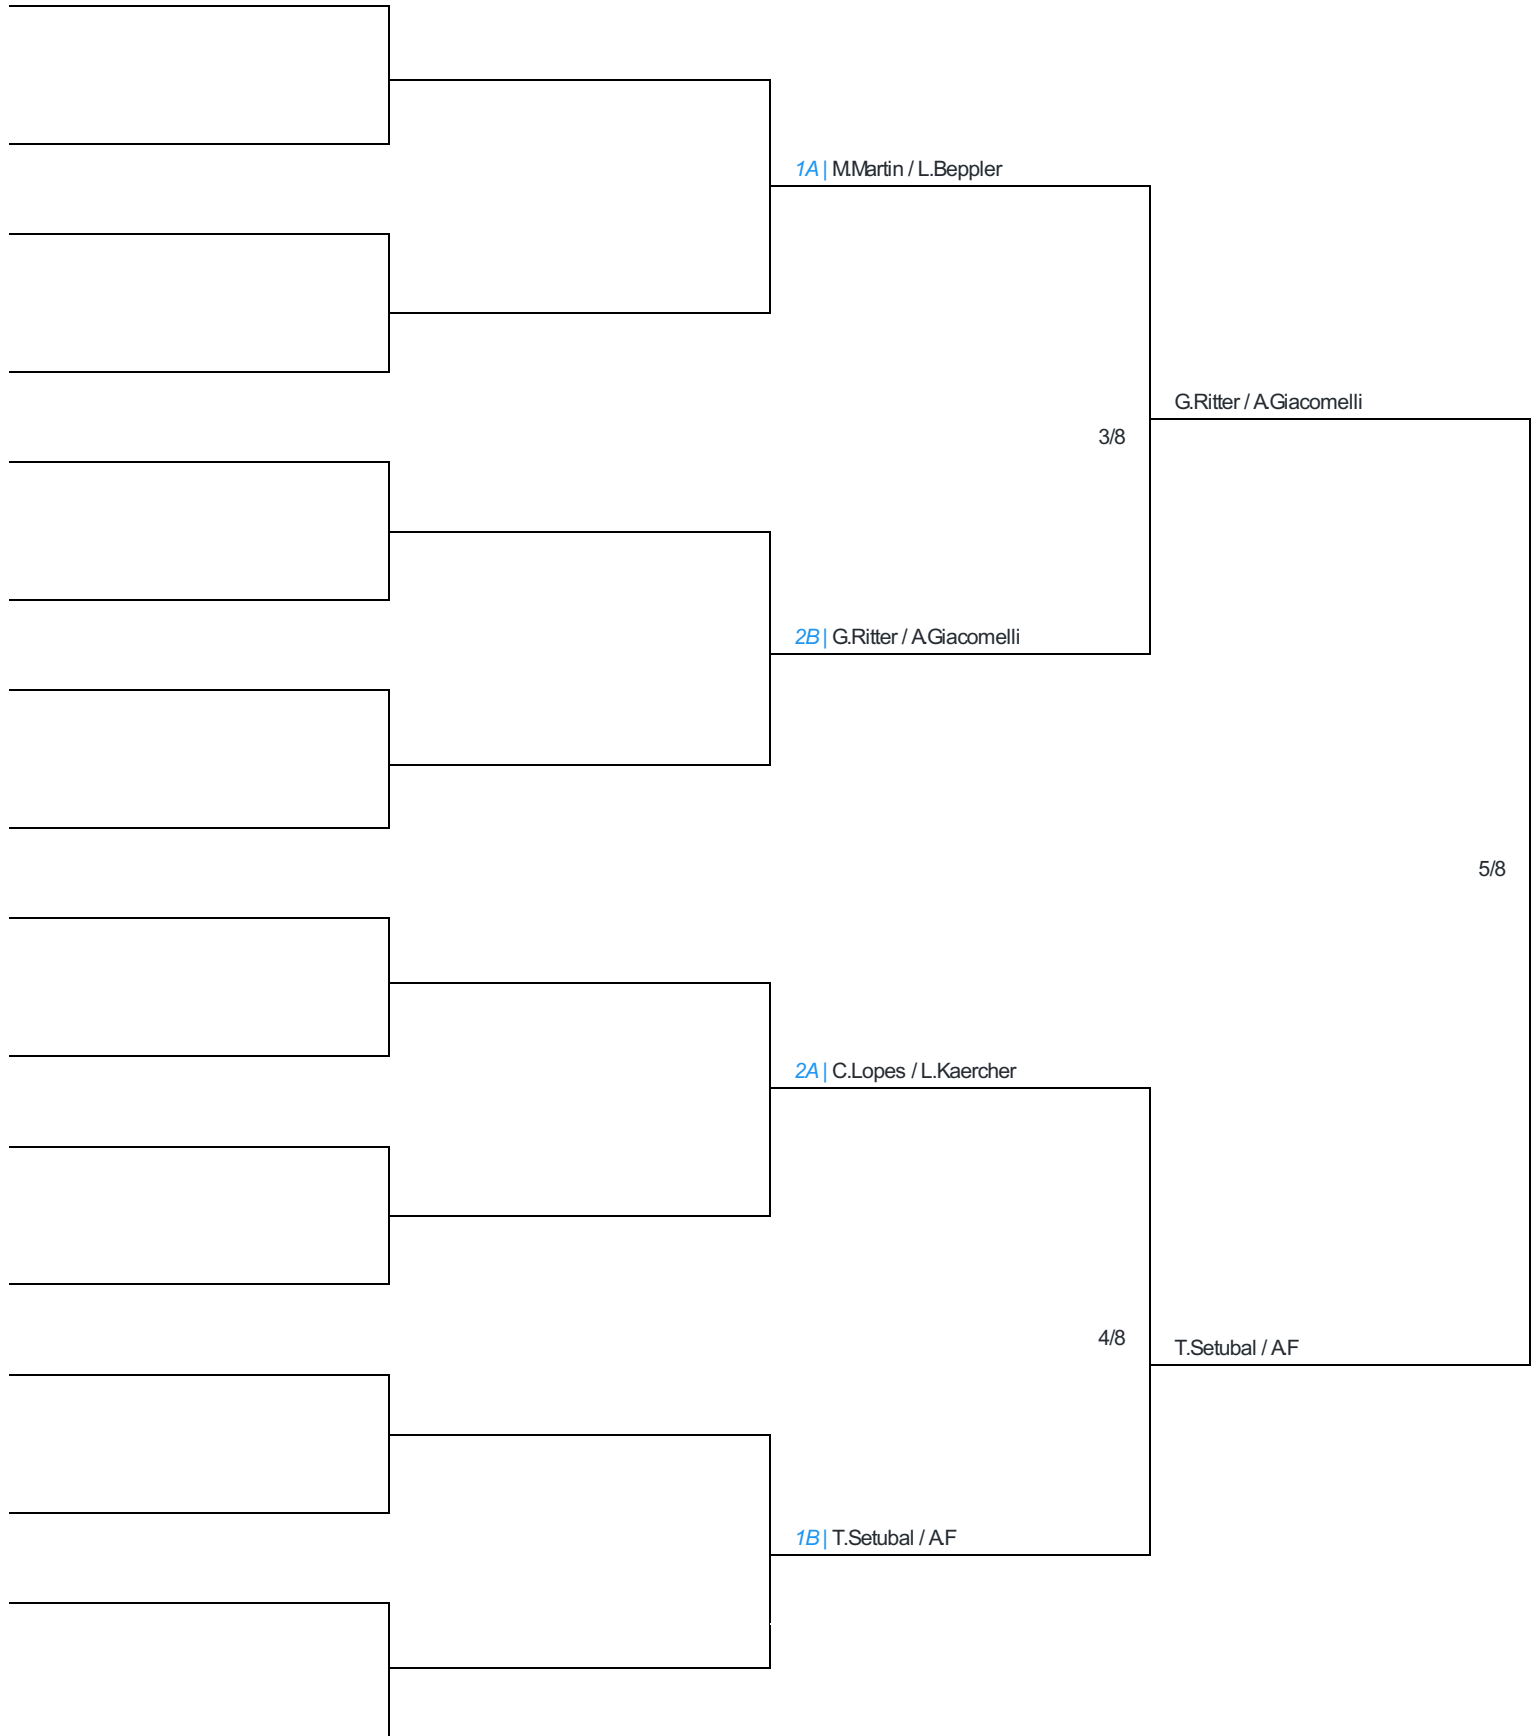 1A | M.Martin / L.Beppler
G.Ritter / A.Giacomelli
3/8
2B | G.Ritter / A.Giacomelli
5/8
2A | C.Lopes / L.Kaercher
4/8
T.Setubal / A.F
1B | T.Setubal / A.F